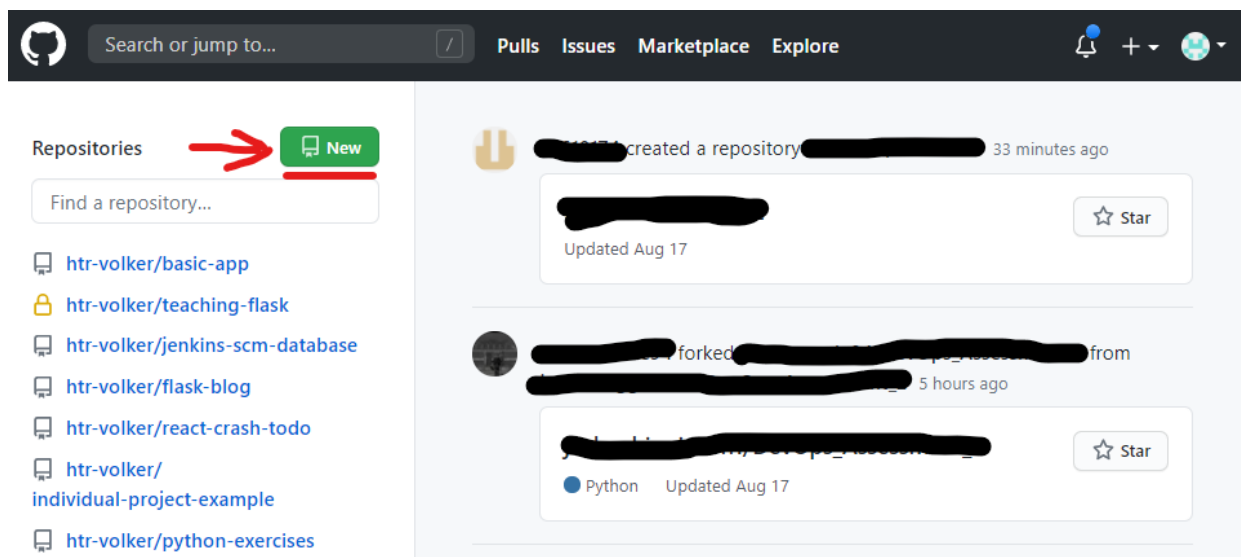 Search or jump to... /
Pulls Issues Marketplace Explore
Repositories
New
Find a repository...
htr-volker/basic-app
htr-volker/teaching-flask
htr-volker/jenkins-scm-database
htr-volker/flask-blog
htr-volker/react-crash-todo
htr-volker/
individual-project-example
htr-volker/python-exercises
created a repository 33 minutes ago
Star
Updated Aug 17
forked from
5 hours ago
Star
Python Updated Aug 17